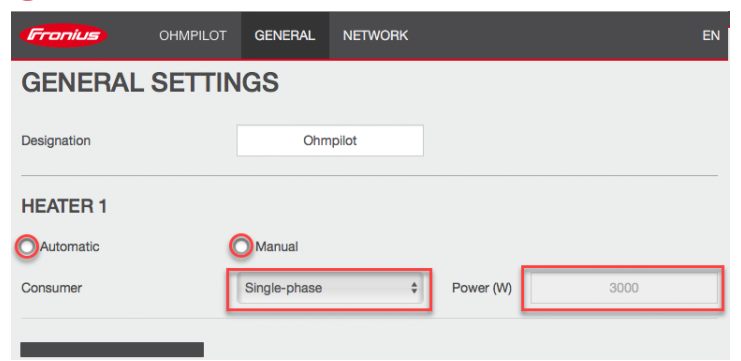 Fronius OHMPILOT GENERAL NETWORK EN
GENERAL SETTINGS
Designation Ohmpilot
HEATER 1
Automatic Manual
Consumer Single-phase Power (W) 3000